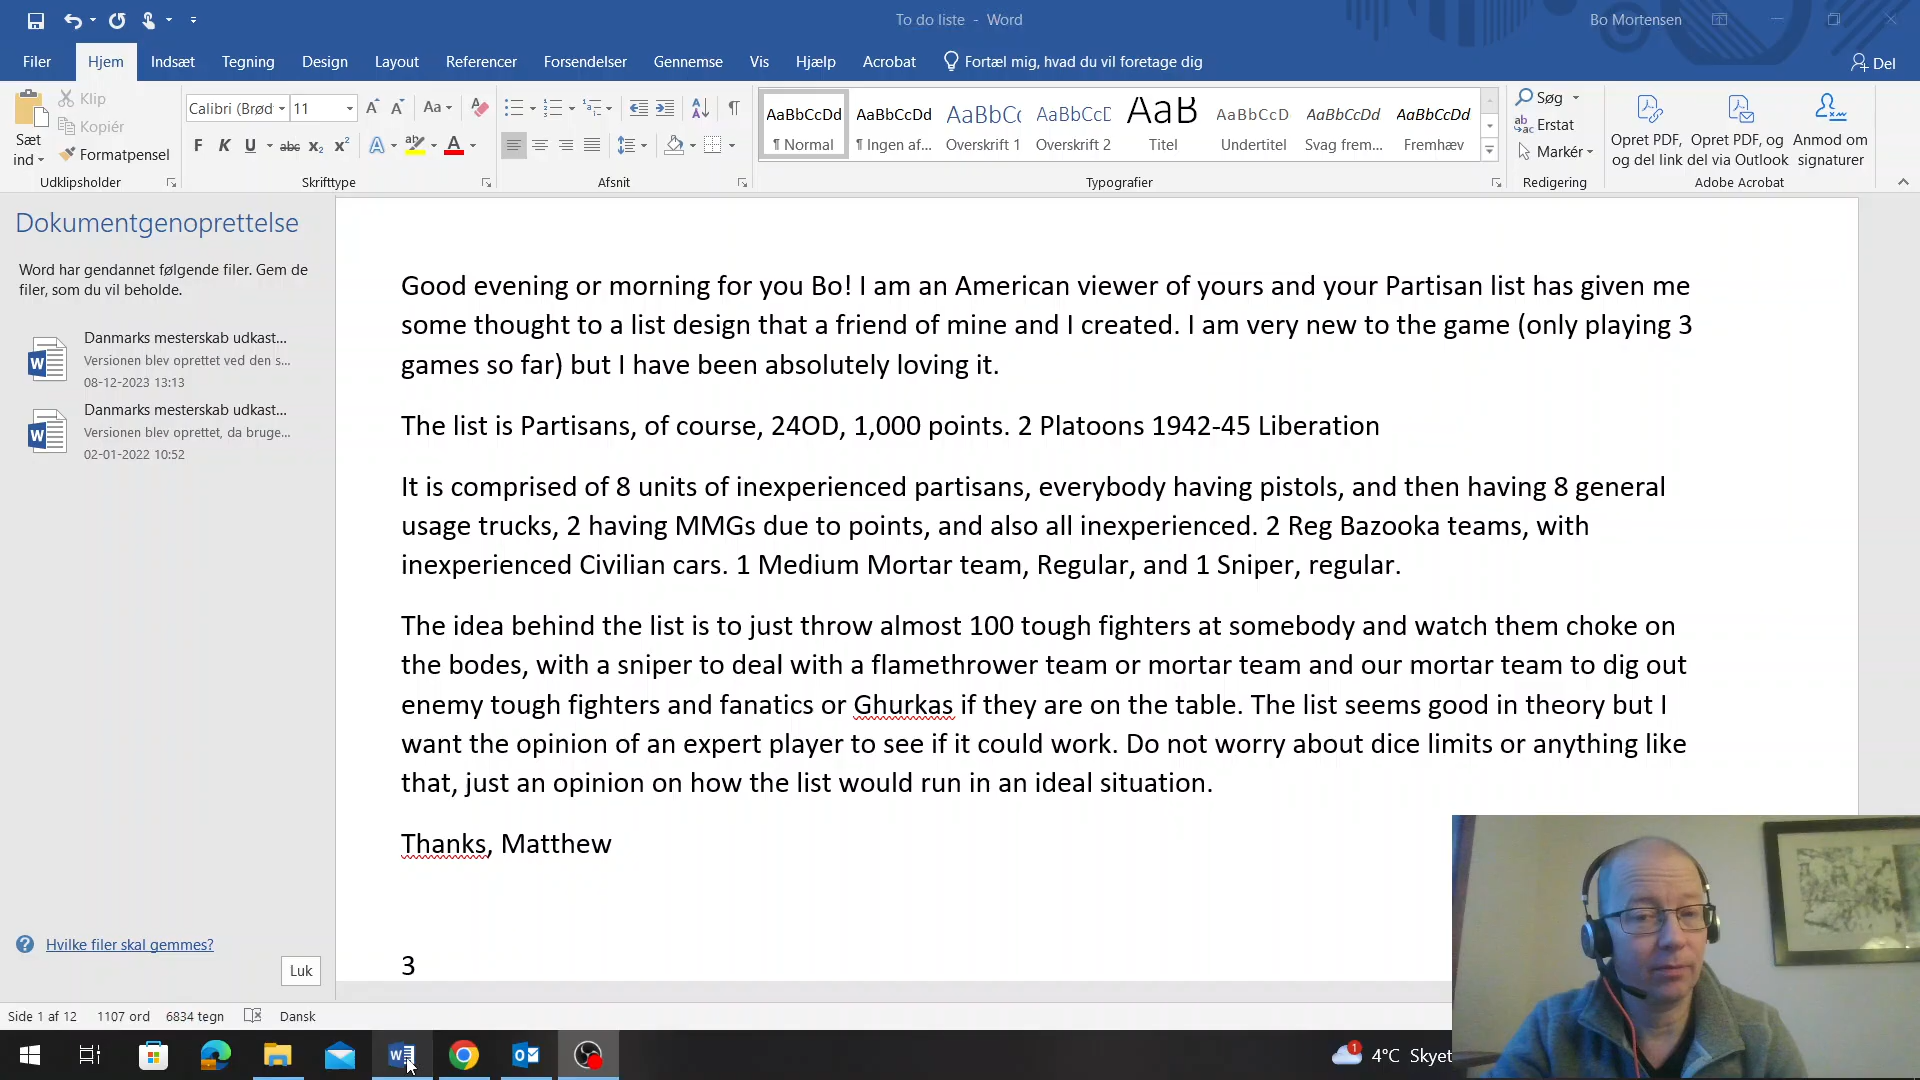 To do liste - Word
Bo Mortensen
Filer Hjem Indsæt Tegning Design Layout Referencer Forsendelser Gennemse Vis Hjælp Acrobat Fortæl mig, hvad du vil foretage dig Del
Sæt ind
Klip
Kopiér
Formatpensel
Udklipsholder
Calibri (Brød 11
Aa
F K U abc x₂ x² A ab A
Skrifttype
Afsnit
AaBbCcDd AaBbCcDd AaBbCc AaBbCcD AaB AaBbCcD AaBbCcDd AaBbCcDd
¶ Normal ¶ Ingen af... Overskrift 1 Overskrift 2 Titel Undertitel Svag frem... Fremhæv
Typografier
Søg
Erstat
Markér
Redigering
Opret PDF, og del link
Opret PDF, og del via Outlook
Anmod om signaturer
Adobe Acrobat
Dokumentgenoprettelse
Word har gendannet følgende filer. Gem de
filer, som du vil beholde.
Danmarks mesterskab udkast...
Versionen blev oprettet ved den s...
08-12-2023 13:13
Danmarks mesterskab udkast...
Versionen blev oprettet, da bruge...
02-01-2022 10:52
Hvilke filer skal gemmes?
Luk
Good evening or morning for you Bo! I am an American viewer of yours and your Partisan list has given me
some thought to a list design that a friend of mine and I created. I am very new to the game (only playing 3
games so far) but I have been absolutely loving it.
The list is Partisans, of course, 24OD, 1,000 points. 2 Platoons 1942-45 Liberation
It is comprised of 8 units of inexperienced partisans, everybody having pistols, and then having 8 general
usage trucks, 2 having MMGs due to points, and also all inexperienced. 2 Reg Bazooka teams, with
inexperienced Civilian cars. 1 Medium Mortar team, Regular, and 1 Sniper, regular.
The idea behind the list is to just throw almost 100 tough fighters at somebody and watch them choke on
the bodes, with a sniper to deal with a flamethrower team or mortar team and our mortar team to dig out
enemy tough fighters and fanatics or Ghurkas if they are on the table. The list seems good in theory but I
want the opinion of an expert player to see if it could work. Do not worry about dice limits or anything like
that, just an opinion on how the list would run in an ideal situation.
Thanks, Matthew
3
Side 1 af 12 1107 ord 6834 tegn Dansk
1 4°C Skyet